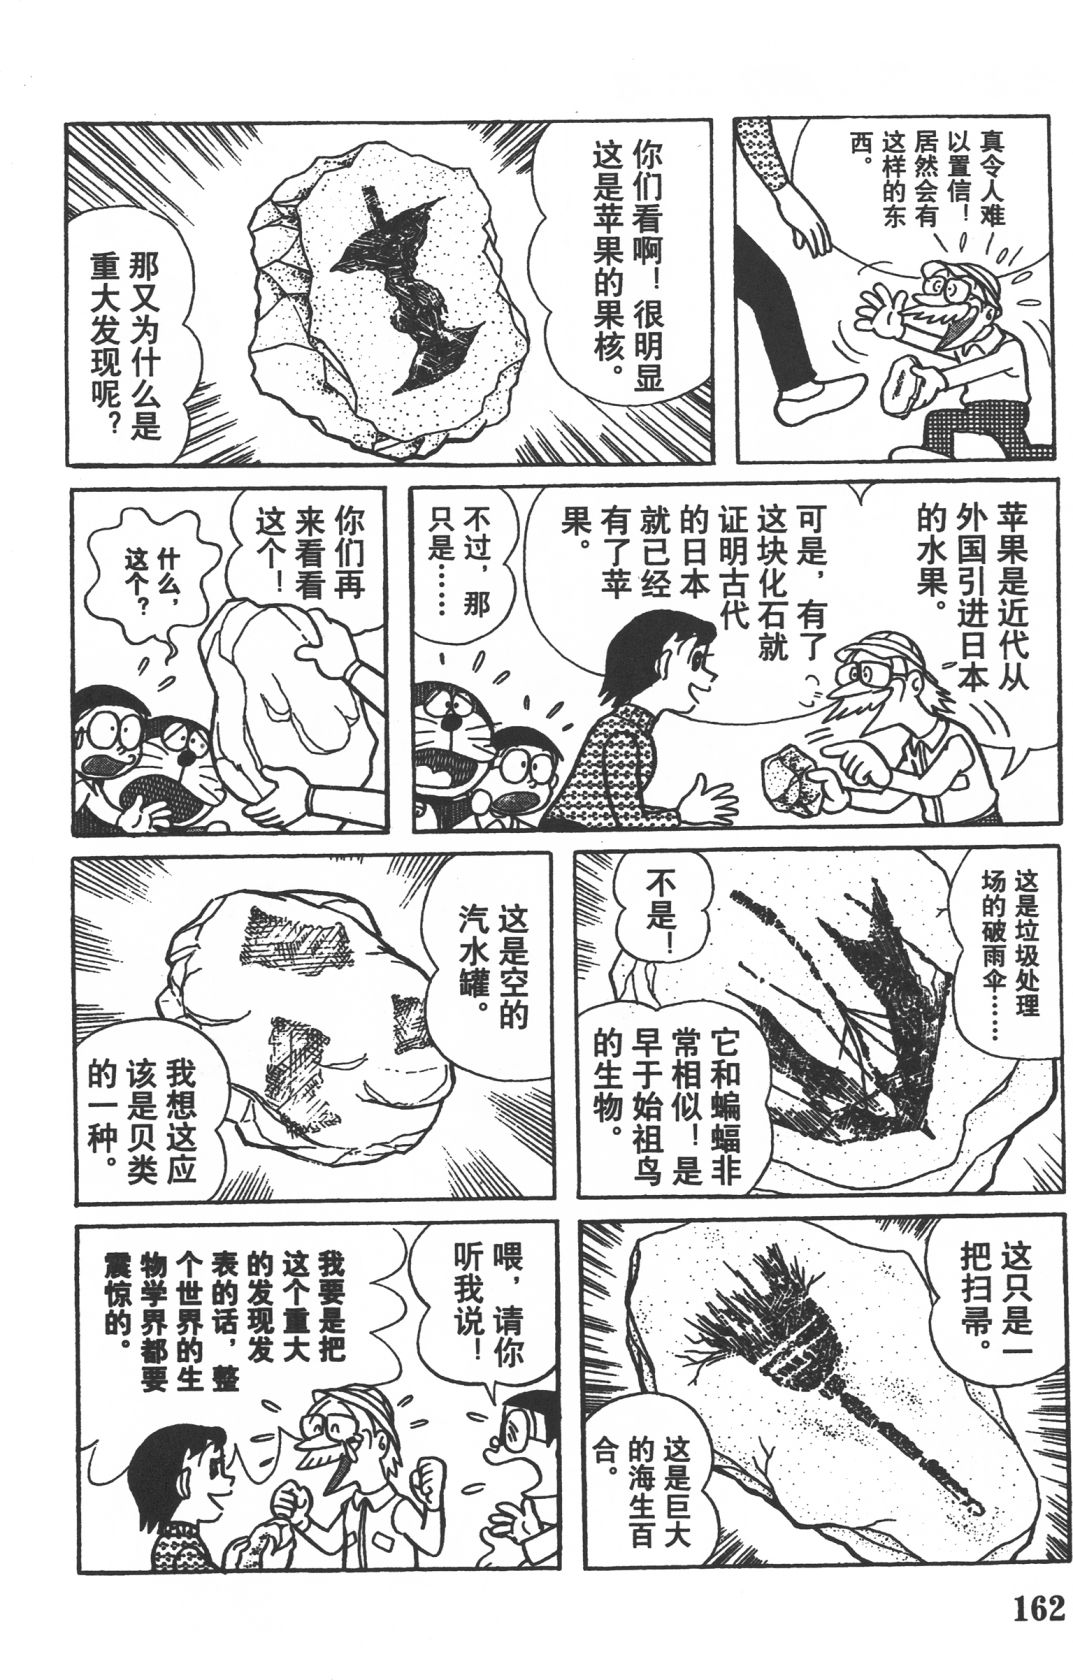 真令人难
以置信！
居然会有
这样的东
西。
你们看啊！很明显
这是苹果的果核。
那又为什么是
重大发现呢？
苹果是近代从
外国引进日本
的水果。
可是，有了
这块化石就
证明古代
的日本
就已经
有了苹
果。
不过，那
只是……
你们再
来看看
这个！
什么，
这个？
这是垃圾处理
场的破雨伞……
不是！
它和蝙蝠非
常相似！是
早于始祖鸟
的生物。
这是空的
汽水罐。
我想这应
该是贝类
的一种。
这只是一
把扫帚。
这是巨大
的海生百
合。
喂，请你
听我说！
我要是把
这个重大
的发现发
表的话，整
个世界的生
物学界都要
震惊的。
162